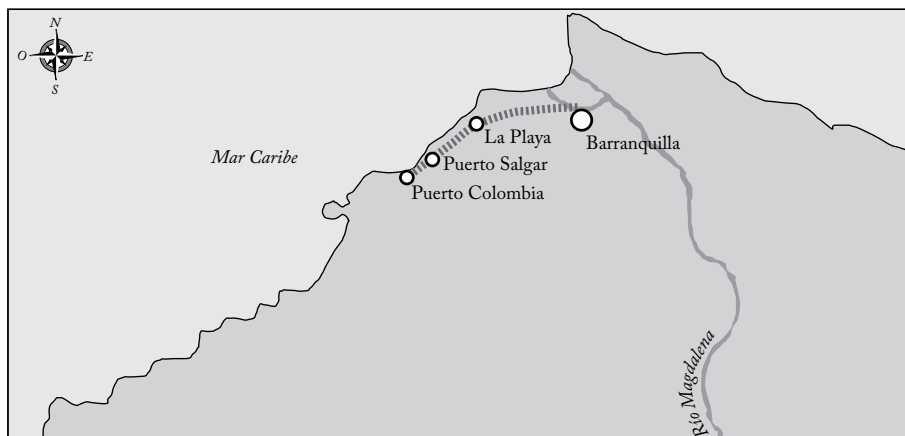 N
O
E
S
La Playa
Barranquilla
Mar Caribe
Puerto Salgar
Puerto Colombia
Río Magdalena